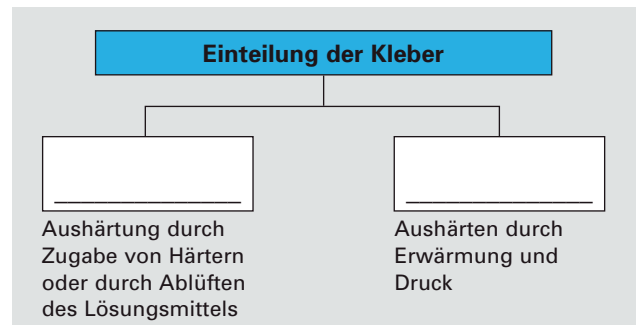 Einteilung der Kleber
Aushärtung durch
Zugabe von Härtern
oder durch Ablüften
des Lösungsmittels
Aushärten durch
Erwärmung und
Druck